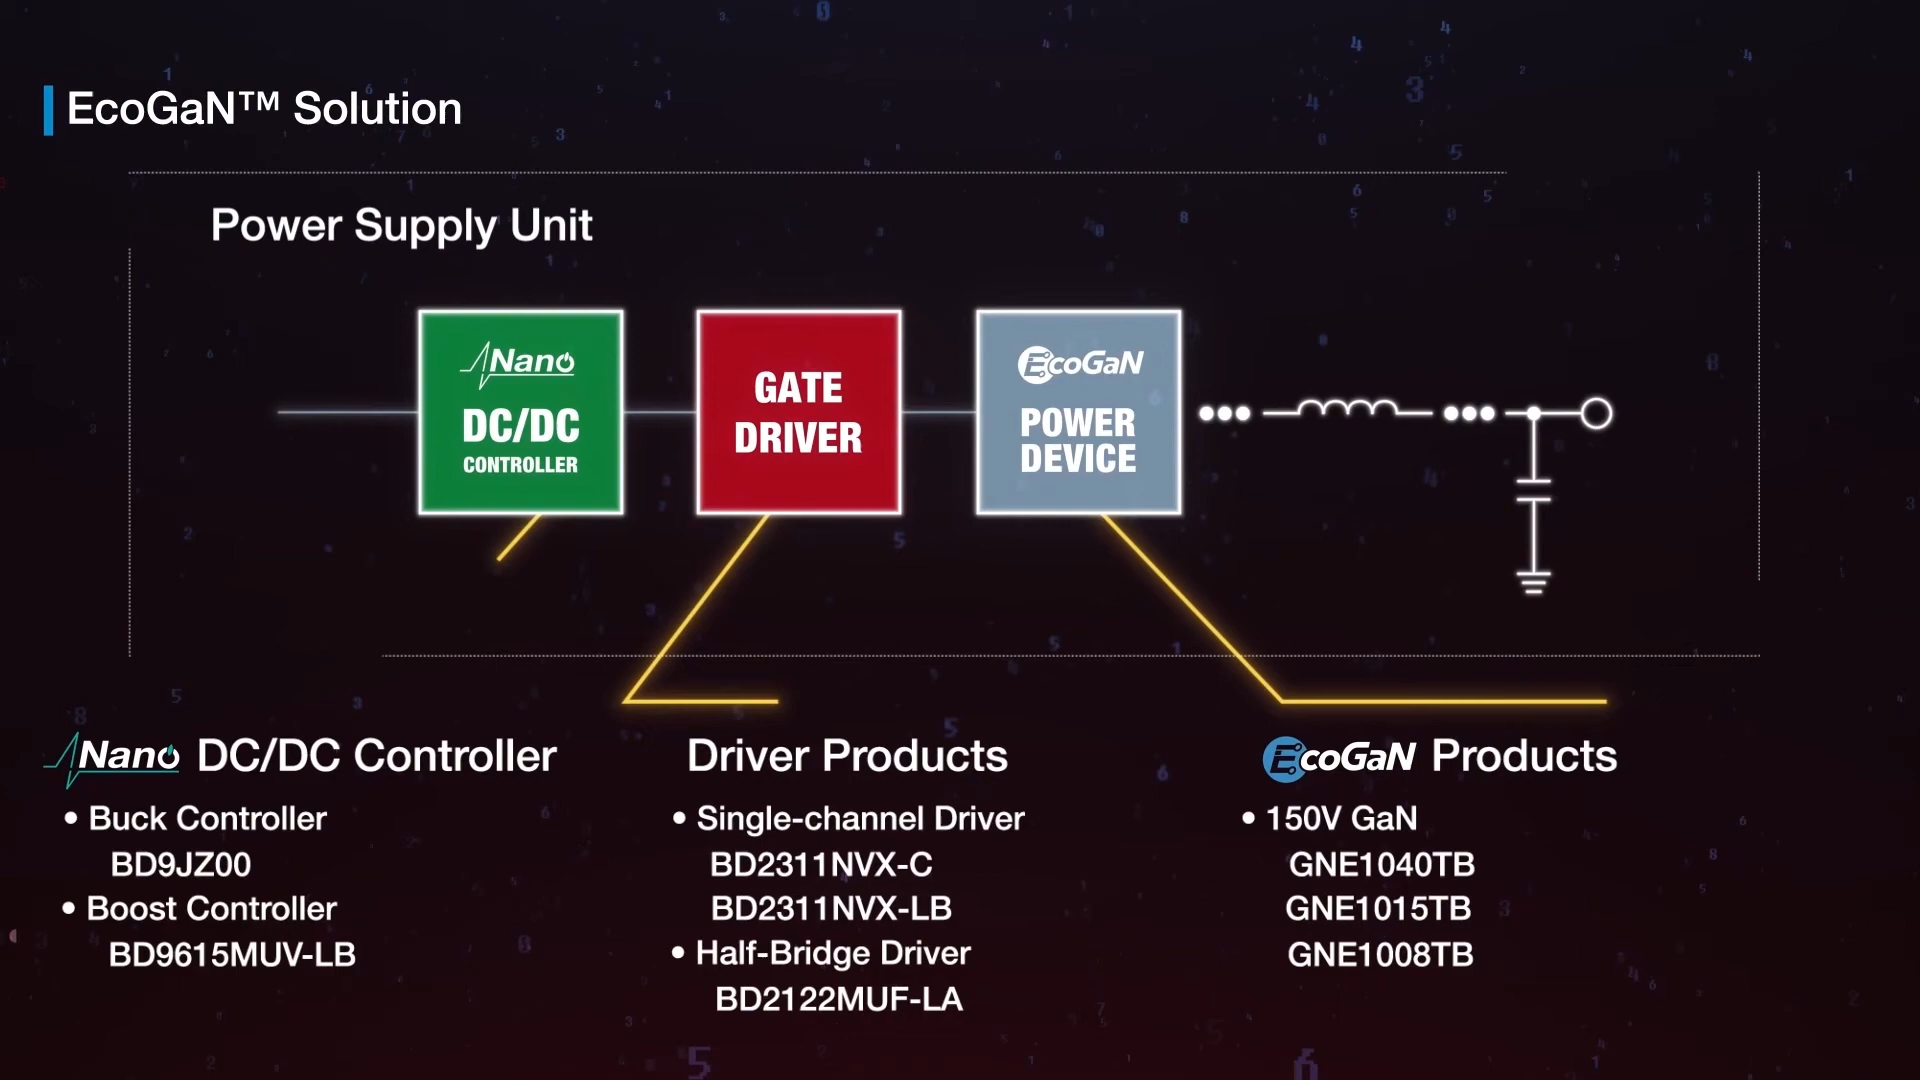 EcoGaN™ Solution
Power Supply Unit
Nano
DC/DC
CONTROLLER
GATE
DRIVER
EcoGaN
POWER
DEVICE
Nano DC/DC Controller
• Buck Controller
BD9JZ00
• Boost Controller
BD9615MUV-LB
Driver Products
• Single-channel Driver
BD2311NVX-C
BD2311NVX-LB
• Half-Bridge Driver
BD2122MUF-LA
EcoGaN Products
• 150V GaN
GNE1040TB
GNE1015TB
GNE1008TB